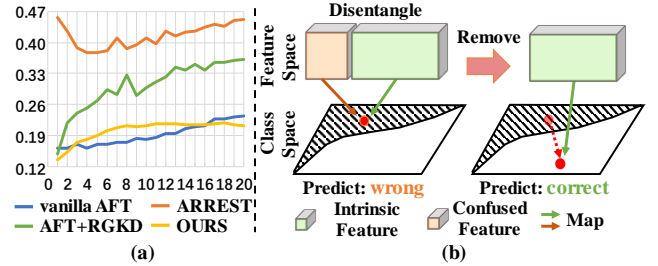 0.47
0.40
0.33
0.26
0.19
0.12
0 2 4 6 8 10 12 14 16 18 20
vanilla AFT
ARREST
AFT+RGKD
OURS
(a)
Disentangle
Remove
Feature
Space
Class
Space
Predict: wrong
Predict: correct
Intrinsic
Feature
Confused
Feature
Map
(b)